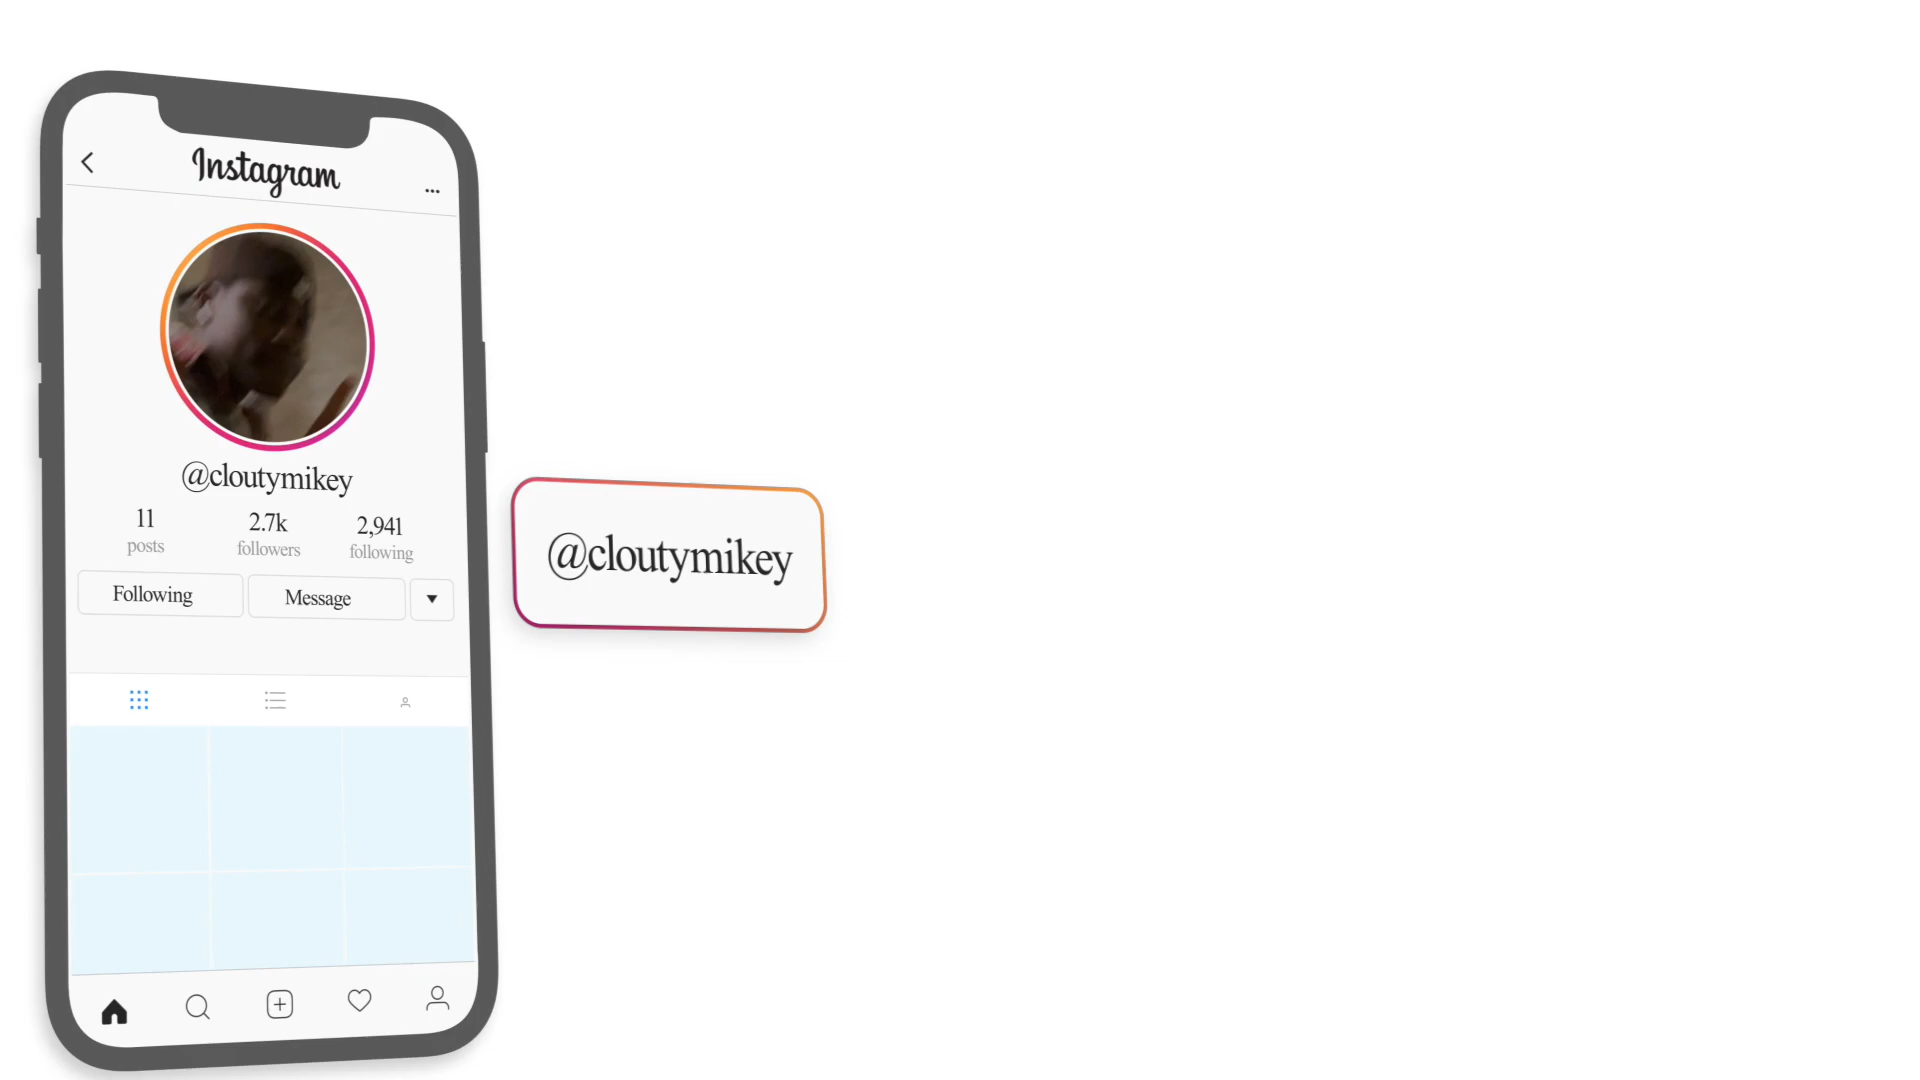 Instagram
@cloutymikey
11 2.7k 2,941
posts followers following
Following Message
@cloutymikey